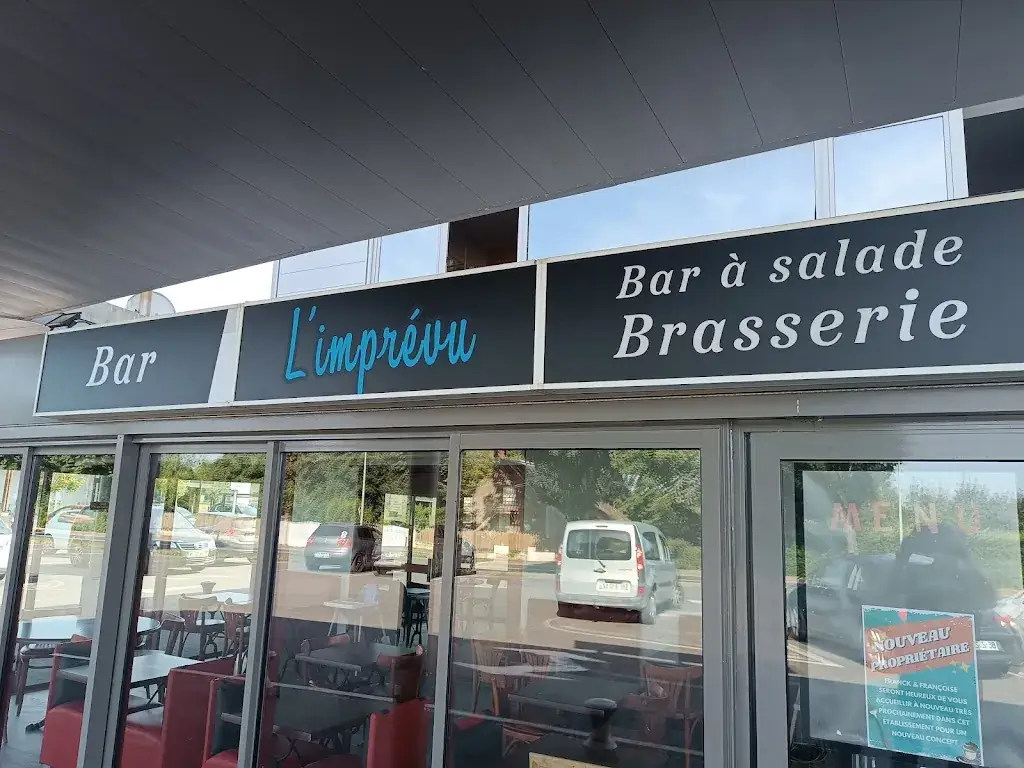 Bar
L'imprévu
Bar à salade
Brasserie
MENU
NOUVEAU
PROPRIÉTAIRE
FRANCK & FRANÇOISE
SERONT HEUREUX DE VOUS
ACCUEILLIR À NOUVEAU TRÈS
PROCHAINEMENT DANS CET
ÉTABLISSEMENT POUR UN
NOUVEAU CONCEPT